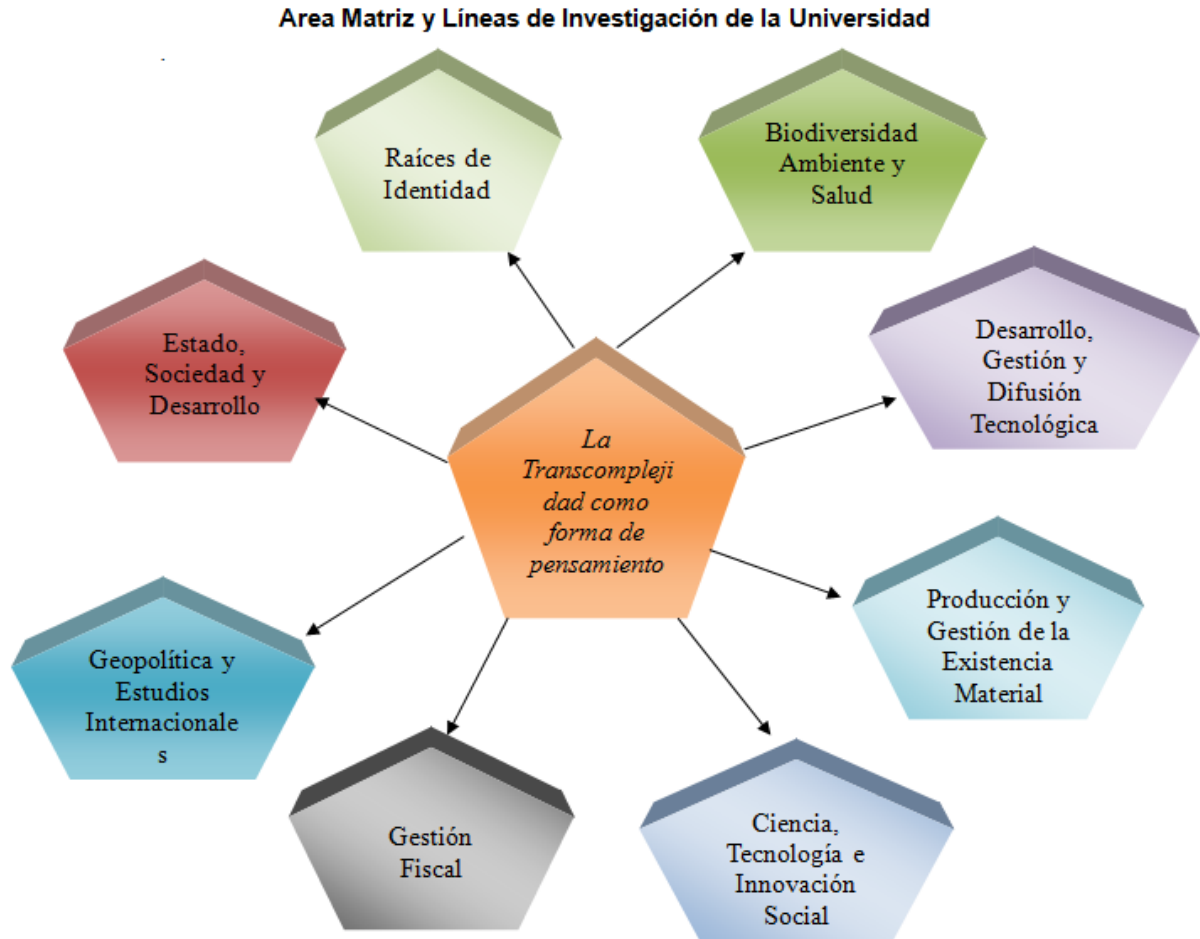 Area Matriz y Líneas de Investigación de la Universidad
Raíces de
Identidad
Biodiversidad
Ambiente y
Salud
Estado,
Sociedad y
Desarrollo
Desarrollo,
Gestión y
Difusión
Tecnológica
La
Transcompleji
dad como
forma de
pensamiento
Geopolítica y
Estudios
Internacionale
s
Producción y
Gestión de la
Existencia
Material
Gestión
Fiscal
Ciencia,
Tecnología e
Innovación
Social